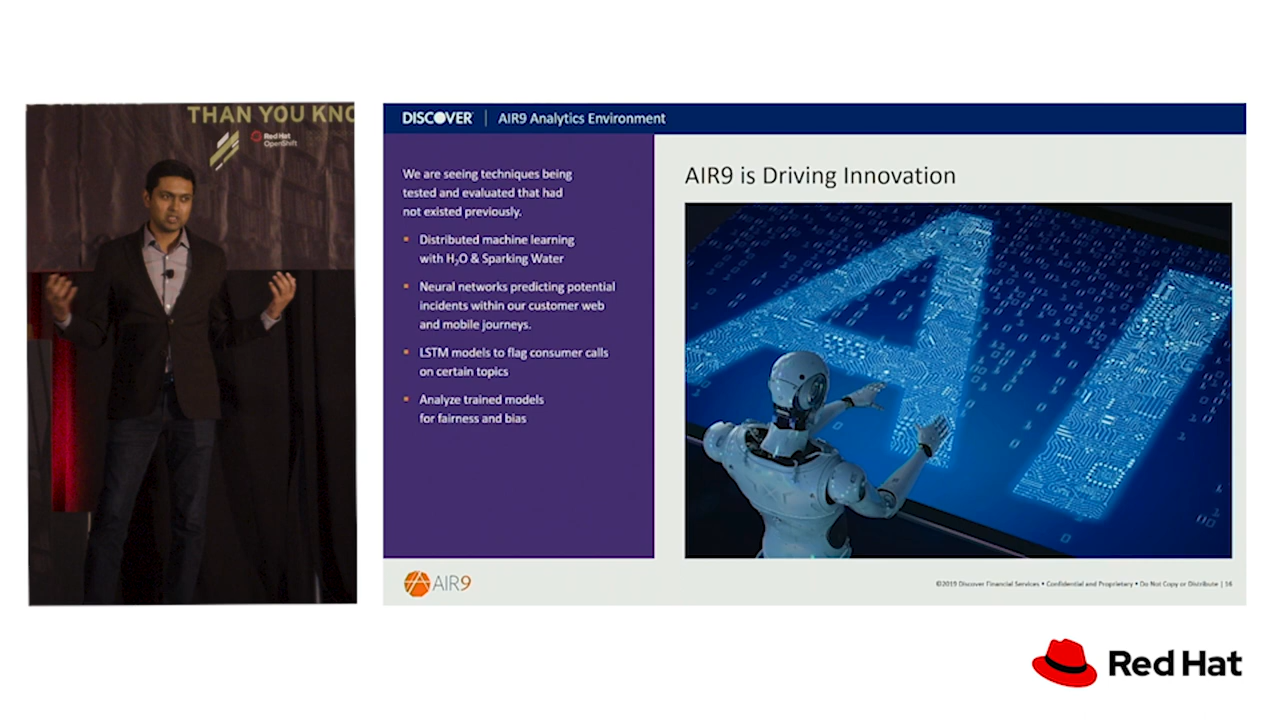 THAN YOU KNO
Red Hat
OpenShift
DISCOVER | AIR9 Analytics Environment
We are seeing techniques being
tested and evaluated that had
not existed previously.
▪ Distributed machine learning
with H₂O & Sparking Water
▪ Neural networks predicting potential
incidents within our customer web
and mobile journeys.
▪ LSTM models to flag consumer calls
on certain topics
▪ Analyze trained models
for fairness and bias
AIR9 is Driving Innovation
AI
AIR9
©2019 Discover Financial Services • Confidential and Proprietary • Do Not Copy or Distribute | 16
Red Hat